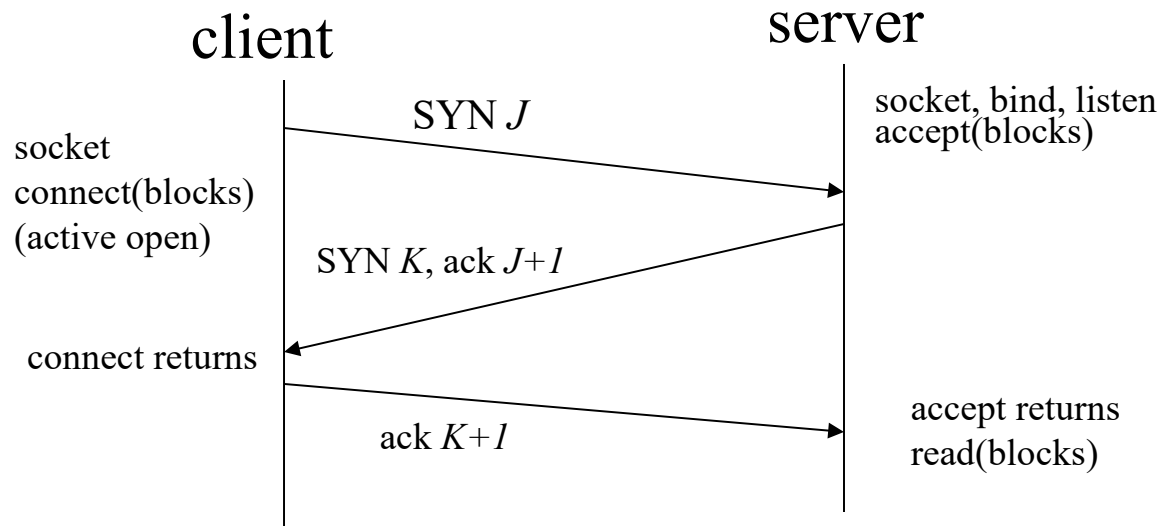 client
server
SYN J
socket, bind, listen
accept(blocks)
socket
connect(blocks)
(active open)
SYN K, ack J+1
connect returns
ack K+1
accept returns
read(blocks)